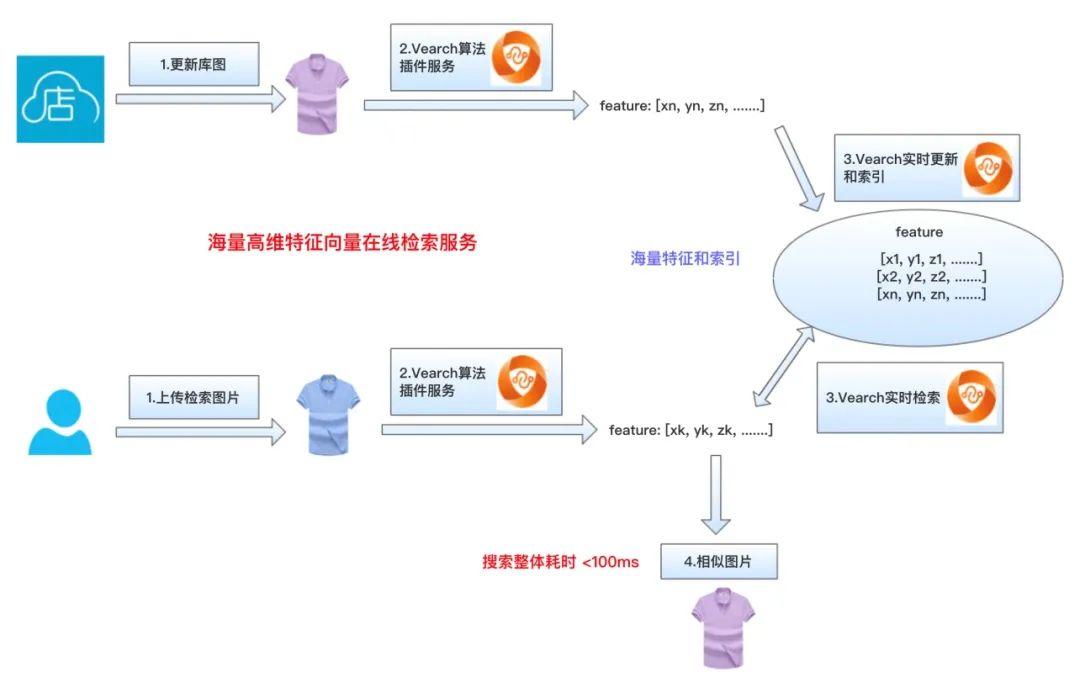 店
1.更新库图
2.Vearch算法
插件服务
feature: [xn, yn, zn, .......]
3.Vearch实时更新
和索引
海量高维特征向量在线检索服务
海量特征和索引
feature
[x1, y1, z1, .......]
[x2, y2, z2, .......]
[xn, yn, zn, .......]
1.上传检索图片
2.Vearch算法
插件服务
feature: [xk, yk, zk, .......]
3.Vearch实时检索
搜索整体耗时 <100ms
4.相似图片